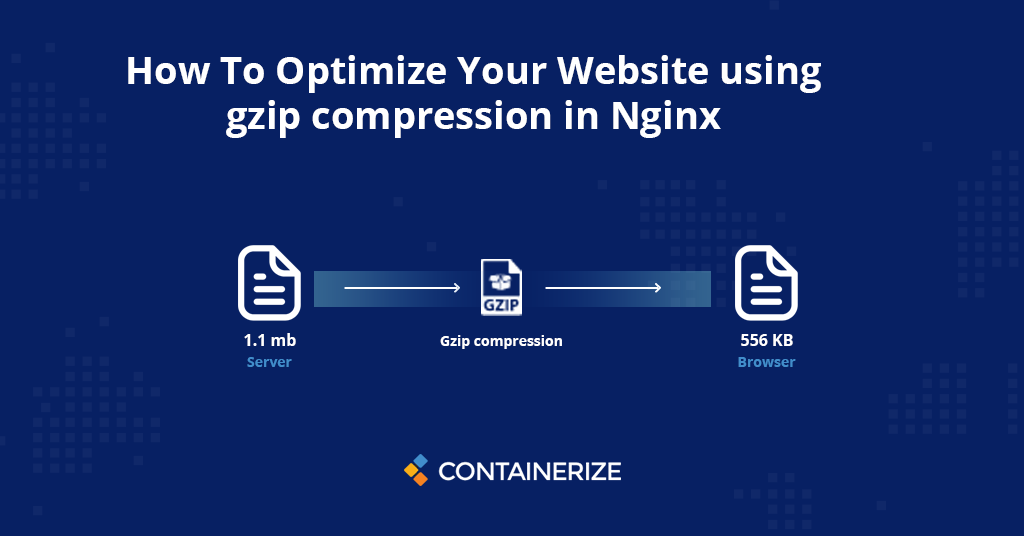 How To Optimize Your Website using
gzip compression in Nginx
GZIP
1.1 mb
Server
Gzip compression
556 KB
Browser
CONTAINERIZE